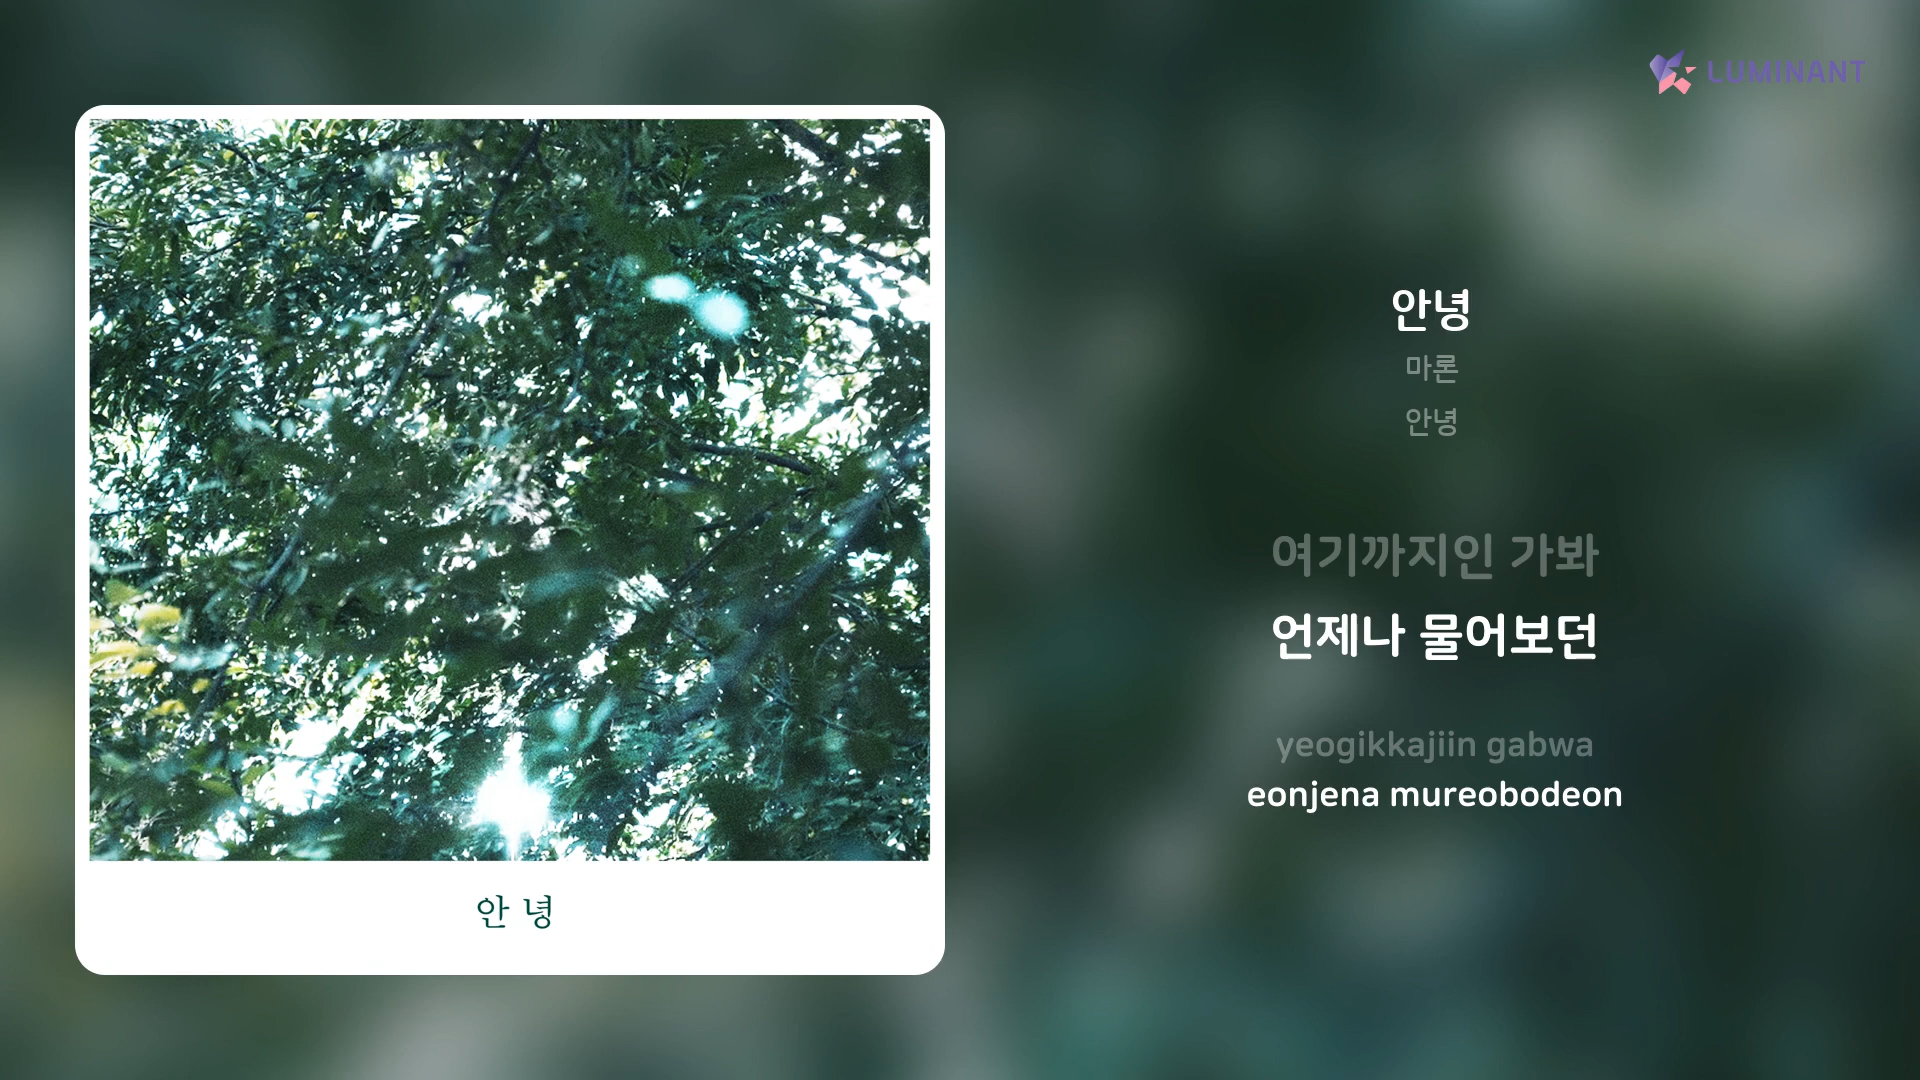 LUMINANT
안녕
마론
안녕
여기까지인 가봐
언제나 물어보던
yeogikkajiin gabwa
eonjena mureobodeon
안 녕